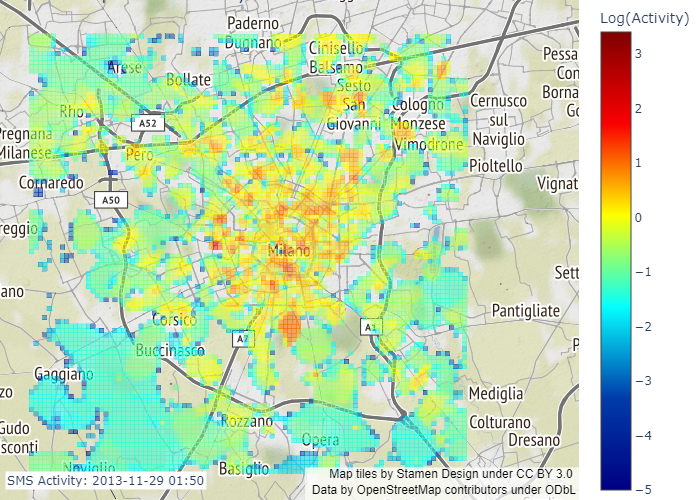 Log(Activity)
3
2
1
0
−1
−2
−3
−4
−5
Paderno
Dugnano
Cinisello
Balsamo
Arese
Bollate
Sesto
San
Giovanni
Cologno
Monzese
Cernusco
sul
Naviglio
Pessa
Con
Borna
Go
Rho
A52
Pregnana
Milanese
Pero
Vimodrone
Pioltello
Cornaredo
Vignat
A50
reggio
Milano
Sett
ano
Pantigliate
Corsico
A7
A1
P
Buccinasco
Gaggiano
zo
Mediglia
Gudo
sconti
Rozzano
Opera
Colturano
Dresano
Noviglio
Basiglio
SMS Activity: 2013-11-29 01:50
Map tiles by Stamen Design under CC BY 3.0
Data by OpenStreetMap contributors under ODbL